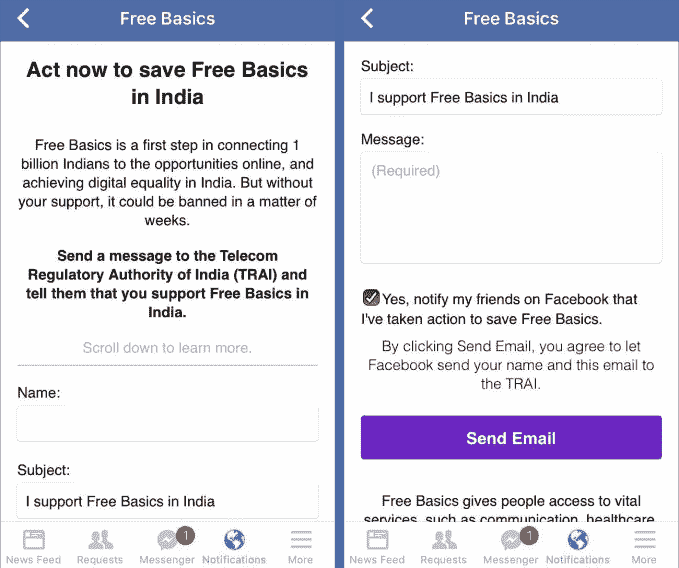 Free Basics
Act now to save Free Basics
in India
Free Basics is a first step in connecting 1
billion Indians to the opportunities online, and
achieving digital equality in India. But without
your support, it could be banned in a matter of
weeks.
Send a message to the Telecom
Regulatory Authority of India (TRAI) and
tell them that you support Free Basics in
India.
Scroll down to learn more.
Name:
Subject:
I support Free Basics in India
1
News Feed
Requests
Messenger
Notifications
More
Free Basics
Subject:
I support Free Basics in India
Message:
(Required)
Yes, notify my friends on Facebook that
I've taken action to save Free Basics.
By clicking Send Email, you agree to let
Facebook send your name and this email to
the TRAI.
Send Email
Free Basics gives people access to vital
services, such as communication, healthcare
1
News Feed
Requests
Messenger
Notifications
More